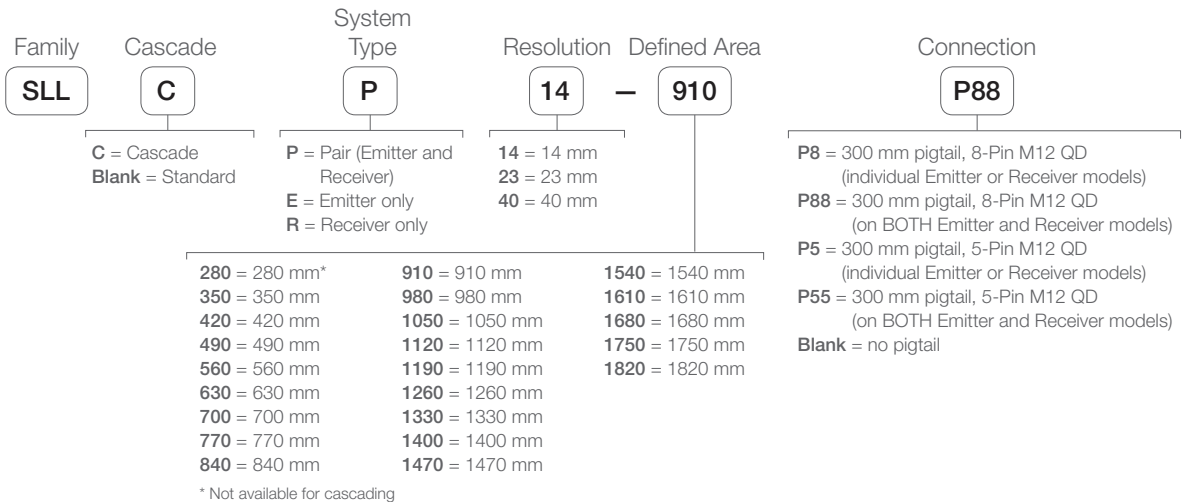 System
Family Cascade Type Resolution Defined Area Connection
SLL C P 14 – 910 P88
C = Cascade
Blank = Standard
P = Pair (Emitter and
Receiver)
E = Emitter only
R = Receiver only
14 = 14 mm
23 = 23 mm
40 = 40 mm
280 = 280 mm*
350 = 350 mm
420 = 420 mm
490 = 490 mm
560 = 560 mm
630 = 630 mm
700 = 700 mm
770 = 770 mm
840 = 840 mm
910 = 910 mm
980 = 980 mm
1050 = 1050 mm
1120 = 1120 mm
1190 = 1190 mm
1260 = 1260 mm
1330 = 1330 mm
1400 = 1400 mm
1470 = 1470 mm
1540 = 1540 mm
1610 = 1610 mm
1680 = 1680 mm
1750 = 1750 mm
1820 = 1820 mm
* Not available for cascading
P8 = 300 mm pigtail, 8-Pin M12 QD
(individual Emitter or Receiver models)
P88 = 300 mm pigtail, 8-Pin M12 QD
(on BOTH Emitter and Receiver models)
P5 = 300 mm pigtail, 5-Pin M12 QD
(individual Emitter or Receiver models)
P55 = 300 mm pigtail, 5-Pin M12 QD
(on BOTH Emitter and Receiver models)
Blank = no pigtail